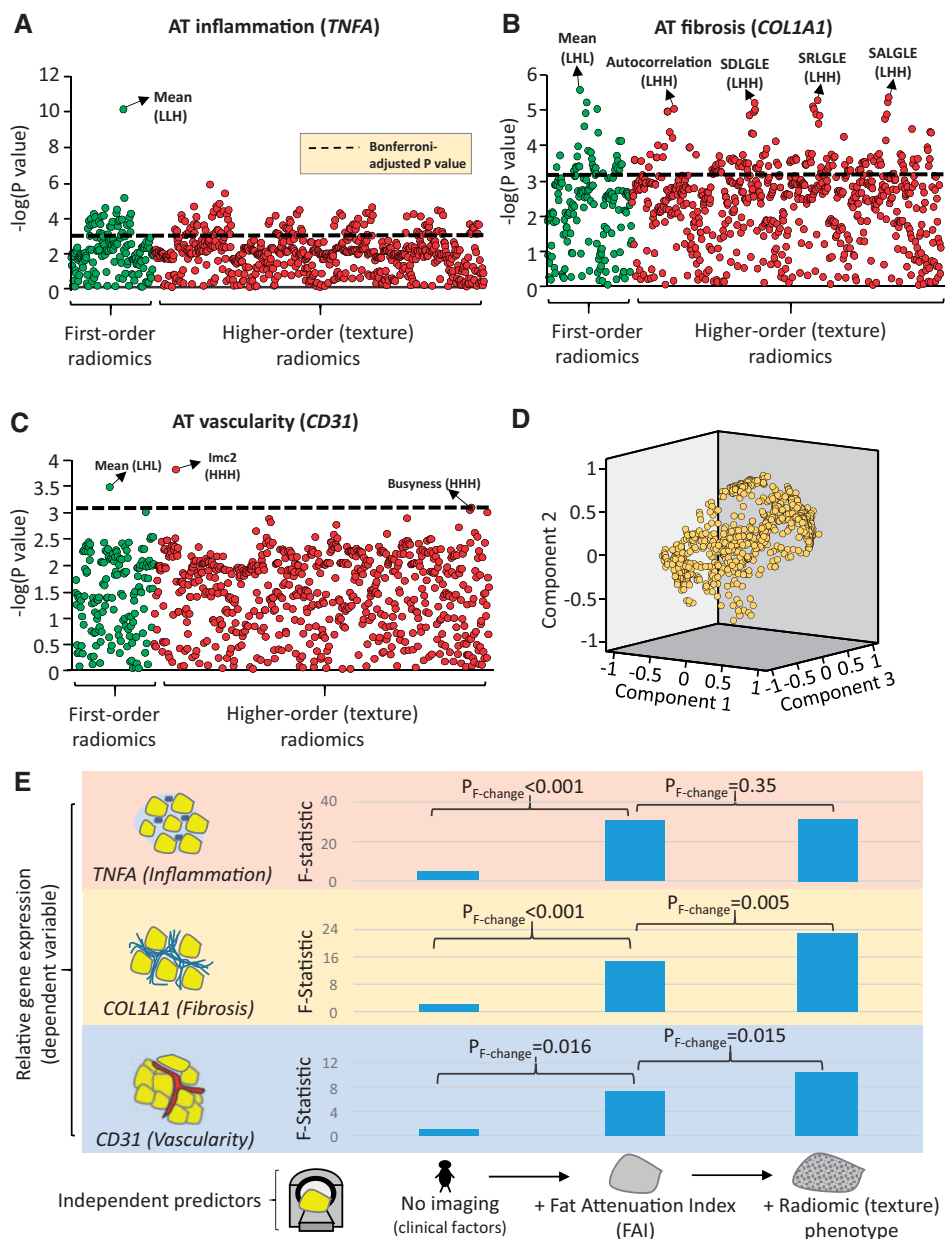 A
AT inflammation (TNFA)
-log(P value)
12
10
8
6
4
2
0
Mean
(LLH)
Bonferroni-
adjusted P value
First-order
radiomics
Higher-order (texture)
radiomics
B
AT fibrosis (COL1A1)
-log(P value)
6
5
4
3
2
1
0
Mean
(LHL)
Autocorrelation
(LHH)
SDLGLE
(LHH)
SRLGLE
(LHH)
SALGLE
(LHH)
First-order
radiomics
Higher-order (texture)
radiomics
C
AT vascularity (CD31)
-log(P value)
4
3.5
3
2.5
2
1.5
1
0.5
0
Mean (LHL)
Imc2
(HHH)
Busyness (HHH)
First-order
radiomics
Higher-order (texture)
radiomics
D
Component 2
1
0.5
0
-0.5
-1
-1 -0.5 0 0.5 1
Component 1
-1 -0.5 0 0.5 1
Component 3
E
Relative gene expression
(dependent variable)
TNFA (Inflammation)
F-statistic
40
20
0
PF-change<0.001
PF-change=0.35
COL1A1 (Fibrosis)
F-Statistic
24
16
8
0
PF-change<0.001
PF-change=0.005
CD31 (Vascularity)
F-Statistic
12
8
4
0
PF-change=0.016
PF-change=0.015
Independent predictors
No imaging
(clinical factors)
+ Fat Attenuation Index
(FAI)
+ Radiomic (texture)
phenotype